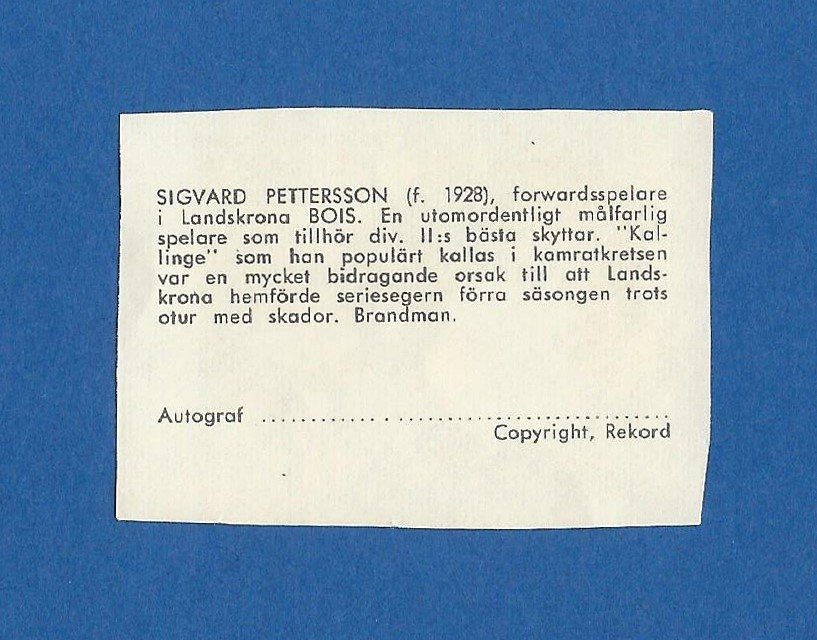 SIGVARD PETTERSSON (f. 1928), forwardsspelare
i Landskrona BOIS. En utomordentligt målfarlig
spelare som tillhör div. II:s bästa skyttar. "Kal-
linge" som han populärt kallas i kamratkretsen
var en mycket bidragande orsak till att Lands-
krona hemförde seriesegern förra säsongen trots
otur med skador. Brandman.
Autograf ............................................
Copyright, Rekord